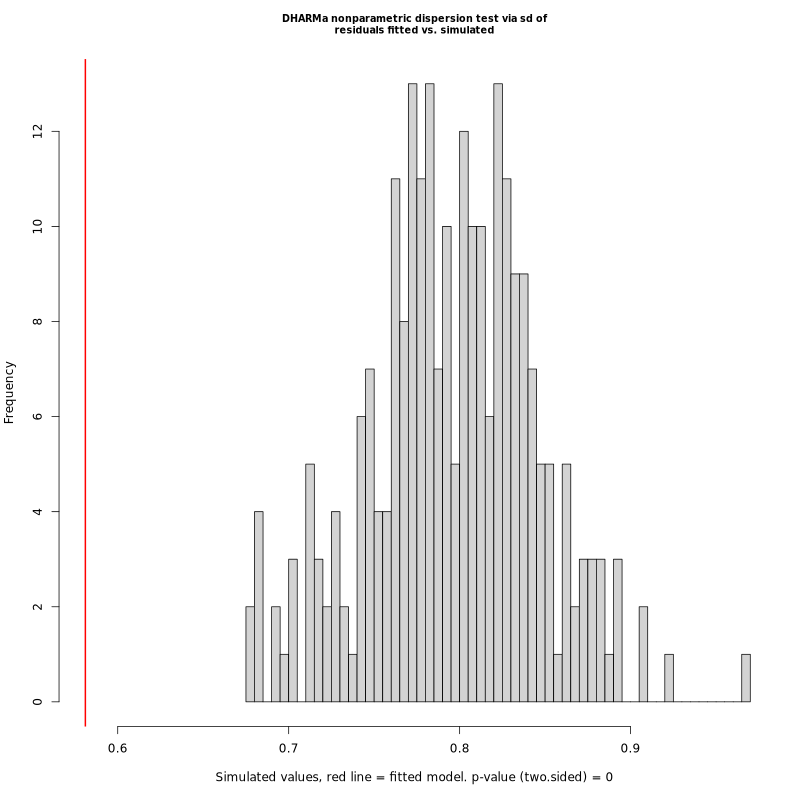 DHARMa nonparametric dispersion test via sd of
residuals fitted vs. simulated
Frequency
12
10
8
6
4
2
0
0.6
0.7
0.8
0.9
Simulated values, red line = fitted model. p-value (two.sided) = 0